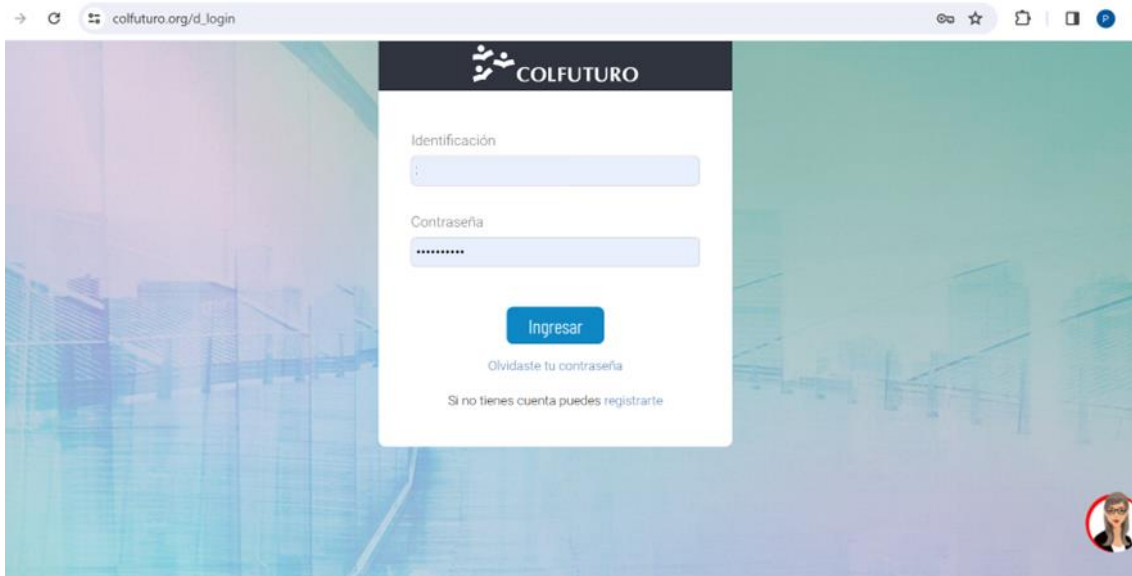 colfuturo.org/d_login
P
COLFUTURO
Identificación
Contraseña
••••••••••
Ingresar
Olvidaste tu contraseña
Si no tienes cuenta puedes registrarte